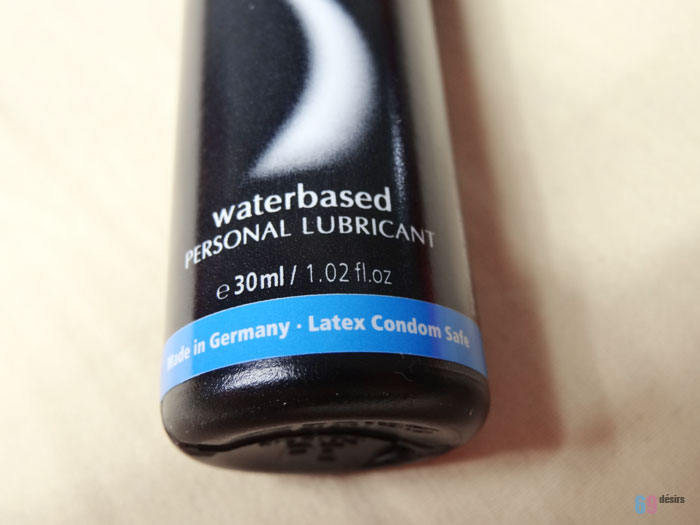 waterbased
PERSONAL LUBRICANT
℮ 30ml / 1.02 fl.oz
Made in Germany · Latex Condom Safe
69 désirs